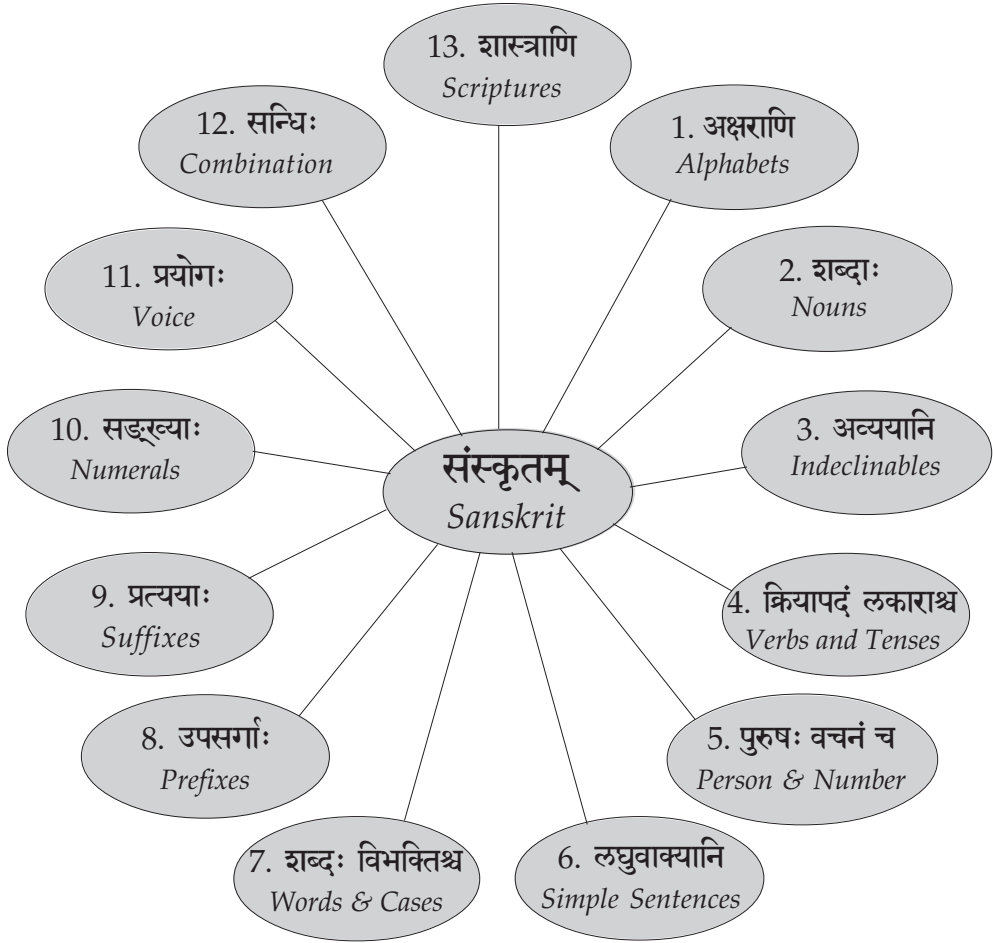 संस्कृतम्
Sanskrit
1. अक्षराणि
Alphabets
2. शब्दाः
Nouns
3. अव्ययानि
Indeclinables
4. क्रियापदं लकाराश्च
Verbs and Tenses
5. पुरुषः वचनं च
Person & Number
6. लघुवाक्यानि
Simple Sentences
7. शब्दः विभक्तिश्च
Words & Cases
8. उपसर्गाः
Prefixes
9. प्रत्ययाः
Suffixes
10. सङ्ख्याः
Numerals
11. प्रयोगः
Voice
12. सन्धिः
Combination
13. शास्त्राणि
Scriptures